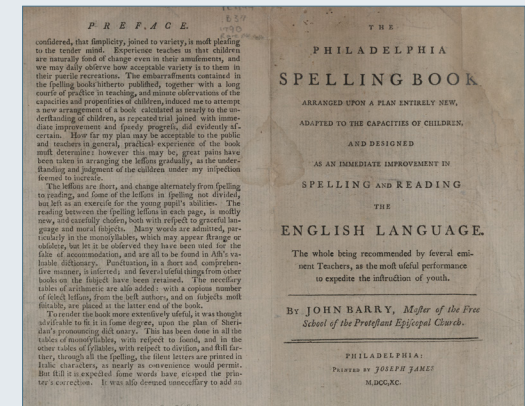 PREFACE.
considered, that simplicity, joined to variety, is most pleasing
to the tender mind. Experience teaches us that children
are naturally fond of change even in their amusements, and
we may daily observe how acceptable variety is to them in
their puerile recreations. The embarrassments contained in
the spelling books hitherto published, together with a long
course of practice in teaching, and minute observations of the
capacities and propensities of children, induced me to attempt
a new arrangement of a book calculated as nearly to the un-
derstanding of children, as repeated trial joined with imme-
diate improvement and speedy progress, did evidently as-
certain. How far my plan may be acceptable to the public
and teachers in general, practical experience of the book
must determine: however this may be, great pains have
been taken in arranging the lessons gradually, as the under-
standing and judgment of the children under my inspection
seemed to increase.
The lessons are short, and change alternately from spelling
to reading, and some of the lessons in spelling not divided,
but left as an exercise for the young pupil's abilities. The
reading between the spelling lessons in each page, is mostly
new, and carefully chosen, both with respect to graceful lan-
guage and moral subjects. Many words are admitted, par-
ticularly in the monosyllables, which may appear strange or
obsolete, but let it be observed they have been used for the
sake of accommodation, and are all to be found in Ash's va-
luable dictionary. Punctuation, in a short and comprehen-
sive manner, is inserted; and several useful things from other
books on the subject have been retained. The necessary
tables of arithmetic are also added: with a copious number
of select lessons, from the best authors, and on subjects most
suitable, are placed at the latter end of the book.
To render the book more extensively useful, it was thought
advisable to fix it in some degree, upon the plan of Sheri-
dan's pronouncing dictionary. This has been done in all the
tables of monosyllables, with respect to sound, and in the
other tables of syllables, with respect to division, and still far-
ther, through all the spelling, the silent letters are printed in
Italic characters, as nearly as convenience would permit.
But still it is expected some words have escaped the prin-
ter's correction. It was also deemed unnecessary to add an
THE
PHILADELPHIA
SPELLING BOOK
ARRANGED UPON A PLAN ENTIRELY NEW,
ADAPTED TO THE CAPACITIES OF CHILDREN,
AND DESIGNED
AS AN IMMEDIATE IMPROVEMENT IN
SPELLING AND READING
THE
ENGLISH LANGUAGE.
The whole being recommended by several emi-
nent Teachers, as the most useful performance
to expedite the instruction of youth.
By JOHN BARRY, Master of the Free
School of the Protestant Episcopal Church.
PHILADELPHIA:
PRINTED BY JOSEPH JAMES
M,DCC,XC.